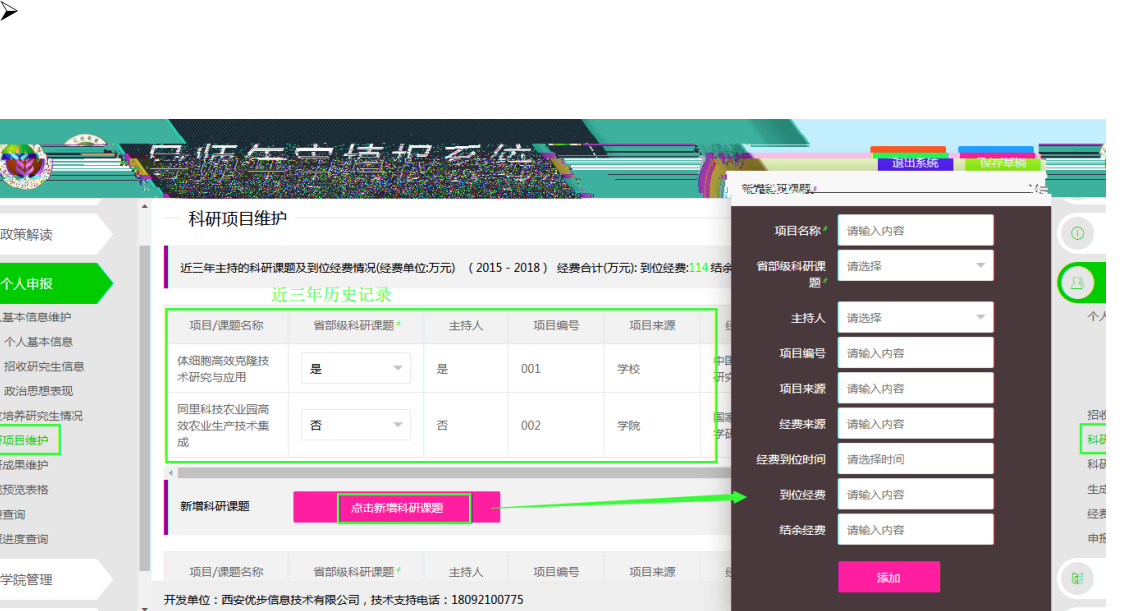 导师年审填报系统
退出系统
保存草稿
政策解读
科研项目维护
新增科研课题
个人申报
近三年主持的科研课题及到位经费情况(经费单位:万元) (2015 - 2018) 经费合计(万元): 到位经费:114 结余
近三年历史记录
基本信息维护
个人基本信息
招收研究生信息
政治思想表现
培养研究生情况
项目维护
成果维护
预览表格
查询
进度查询
学院管理
项目/课题名称 省部级科研课题* 主持人 项目编号 项目来源
体细胞高效克隆技术研究与应用 是 是 001 学校
同里科技农业园高效农业生产技术集成 否 否 002 学院
新增科研课题 点击新增科研课题
项目/课题名称 省部级科研课题* 主持人 项目编号 项目来源
开发单位：西安优步信息技术有限公司，技术支持电话：18092100775
项目名称* 请输入内容
省部级科研课题* 请选择
主持人 请选择
项目编号 请输入内容
项目来源 请输入内容
经费来源 请输入内容
经费到位时间 请选择时间
到位经费 请输入内容
结余经费 请输入内容
添加
个人
招收
科研
科研
生成
经费
申报